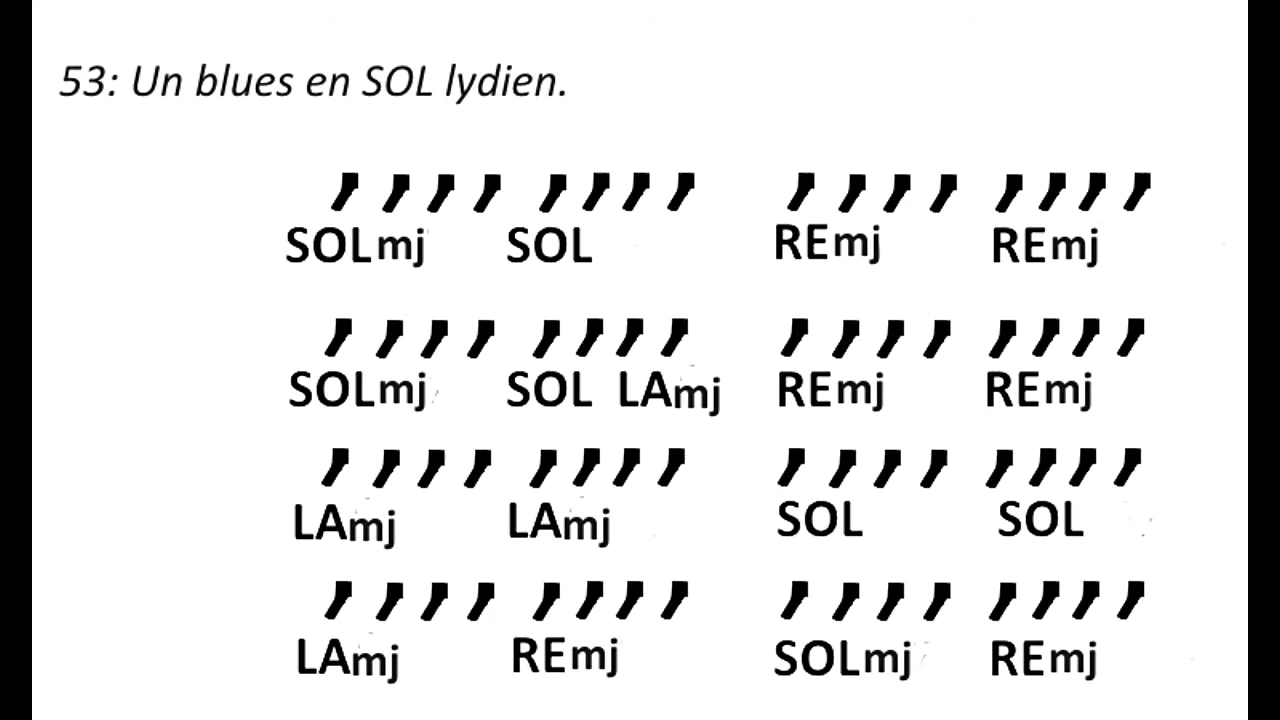 53: Un blues en SOL lydien.
, , , , , , , , , , , , , , , ,
SOLmj SOL REmj REmj
, , , , , , , , , , , , , , , ,
SOLmj SOL LAmj REmj REmj
, , , , , , , , , , , , , , , ,
LAmj LAmj SOL SOL
, , , , , , , , , , , , , , , ,
LAmj REmj SOLmj REmj